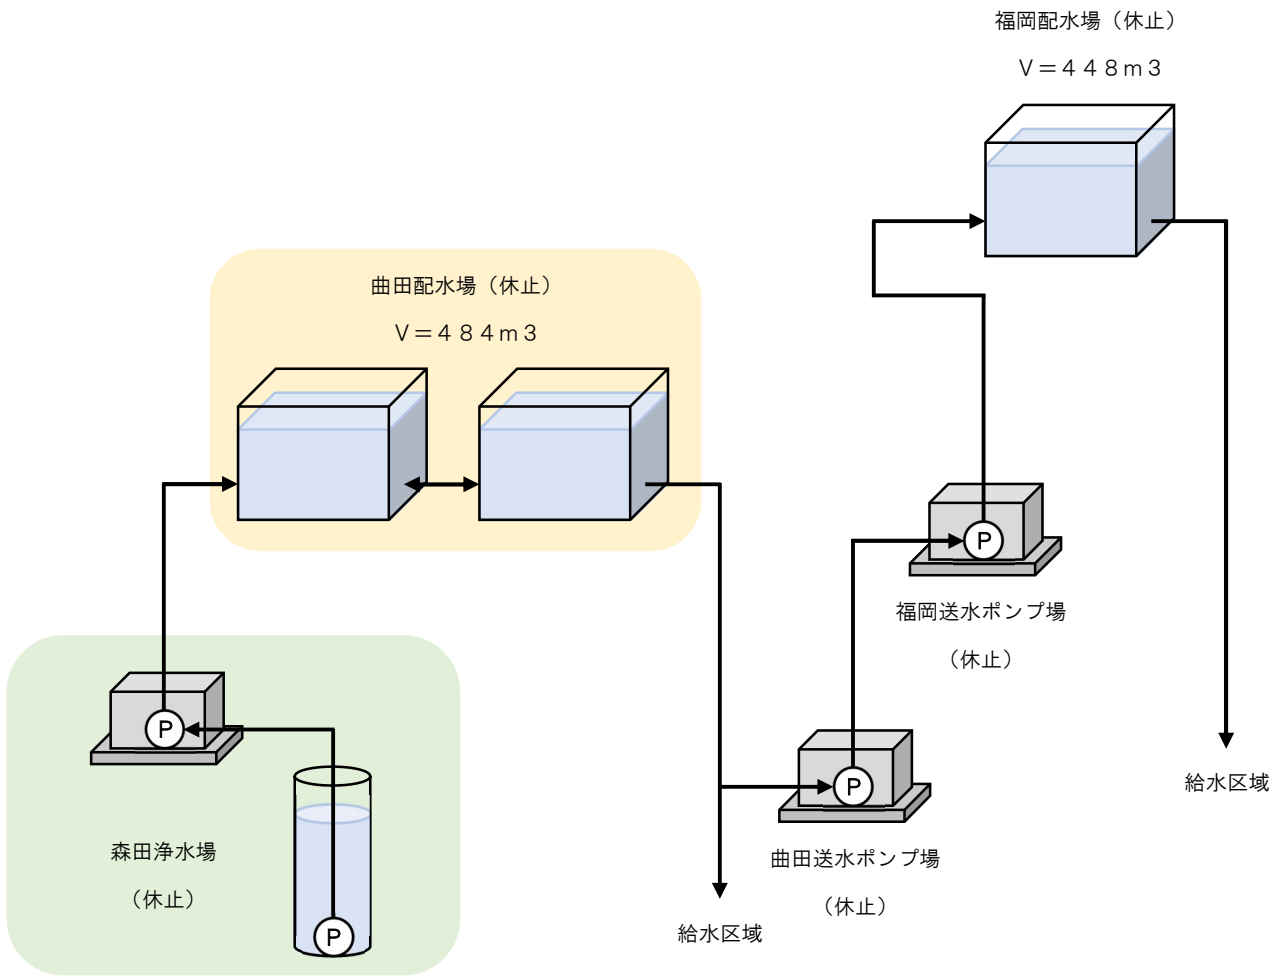 福岡配水場（休止）
Ｖ＝４４８ｍ３
曲田配水場（休止）
Ｖ＝４８４ｍ３
P
福岡送水ポンプ場
（休止）
P
P
給水区域
森田浄水場
（休止）
曲田送水ポンプ場
（休止）
P
給水区域